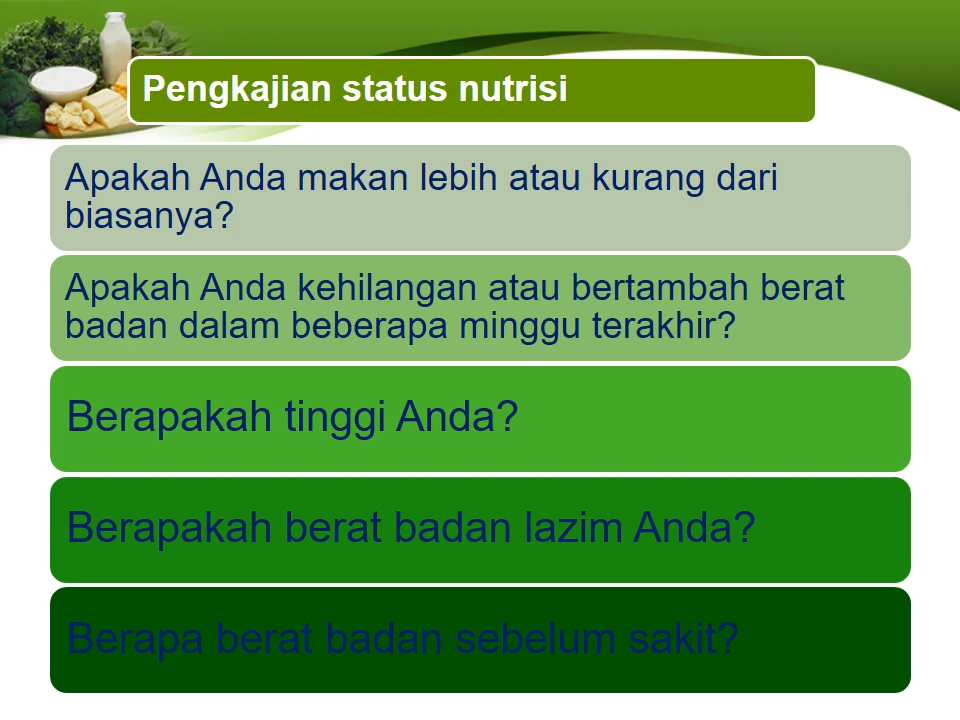 Pengkajian status nutrisi
Apakah Anda makan lebih atau kurang dari
biasanya?
Apakah Anda kehilangan atau bertambah berat
badan dalam beberapa minggu terakhir?
Berapakah tinggi Anda?
Berapakah berat badan lazim Anda?
Berapa berat badan sebelum sakit?